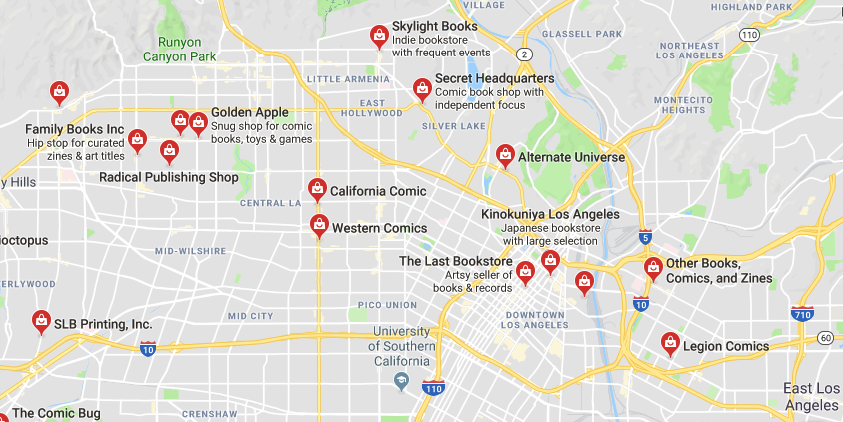 VILLAGE
HIGHLAND PARK
Skylight Books
Indie bookstore
with frequent events
GLASSELL PARK
110
Runyon
Canyon Park
2
NORTHEAST
LOS ANGELES
LITTLE ARMENIA
Secret Headquarters
Comic book shop with
independent focus
EAST
HOLLYWOOD
MONTECITO
HEIGHTS
Golden Apple
Snug shop for comic
books, toys & games
SILVER LAKE
Family Books Inc
Hip stop for curated
zines & art titles
Alternate Universe
Radical Publishing Shop
y Hills
California Comic
CENTRAL LA
Kinokuniya Los Angeles
Japanese bookstore
with large selection
Western Comics
ioctopus
5
MID-WILSHIRE
The Last Bookstore
Artsy seller of
books & records
Other Books,
Comics, and Zines
ERLYWOOD
10
PICO UNION
MID CITY
DOWNTOWN
LOS ANGELES
710
SLB Printing, Inc.
University
of Southern
California
60
10
Legion Comics
110
East Los
Angeles
The Comic Bug
CRENSHAW